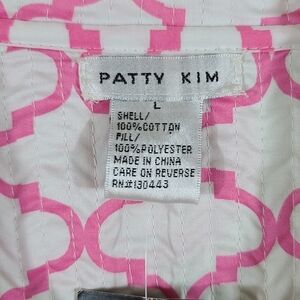 PATTY KIM
L
SHELL/
100%COTTON
FILL/
100%POLYESTER
MADE IN CHINA
CARE ON REVERSE
RN#130443